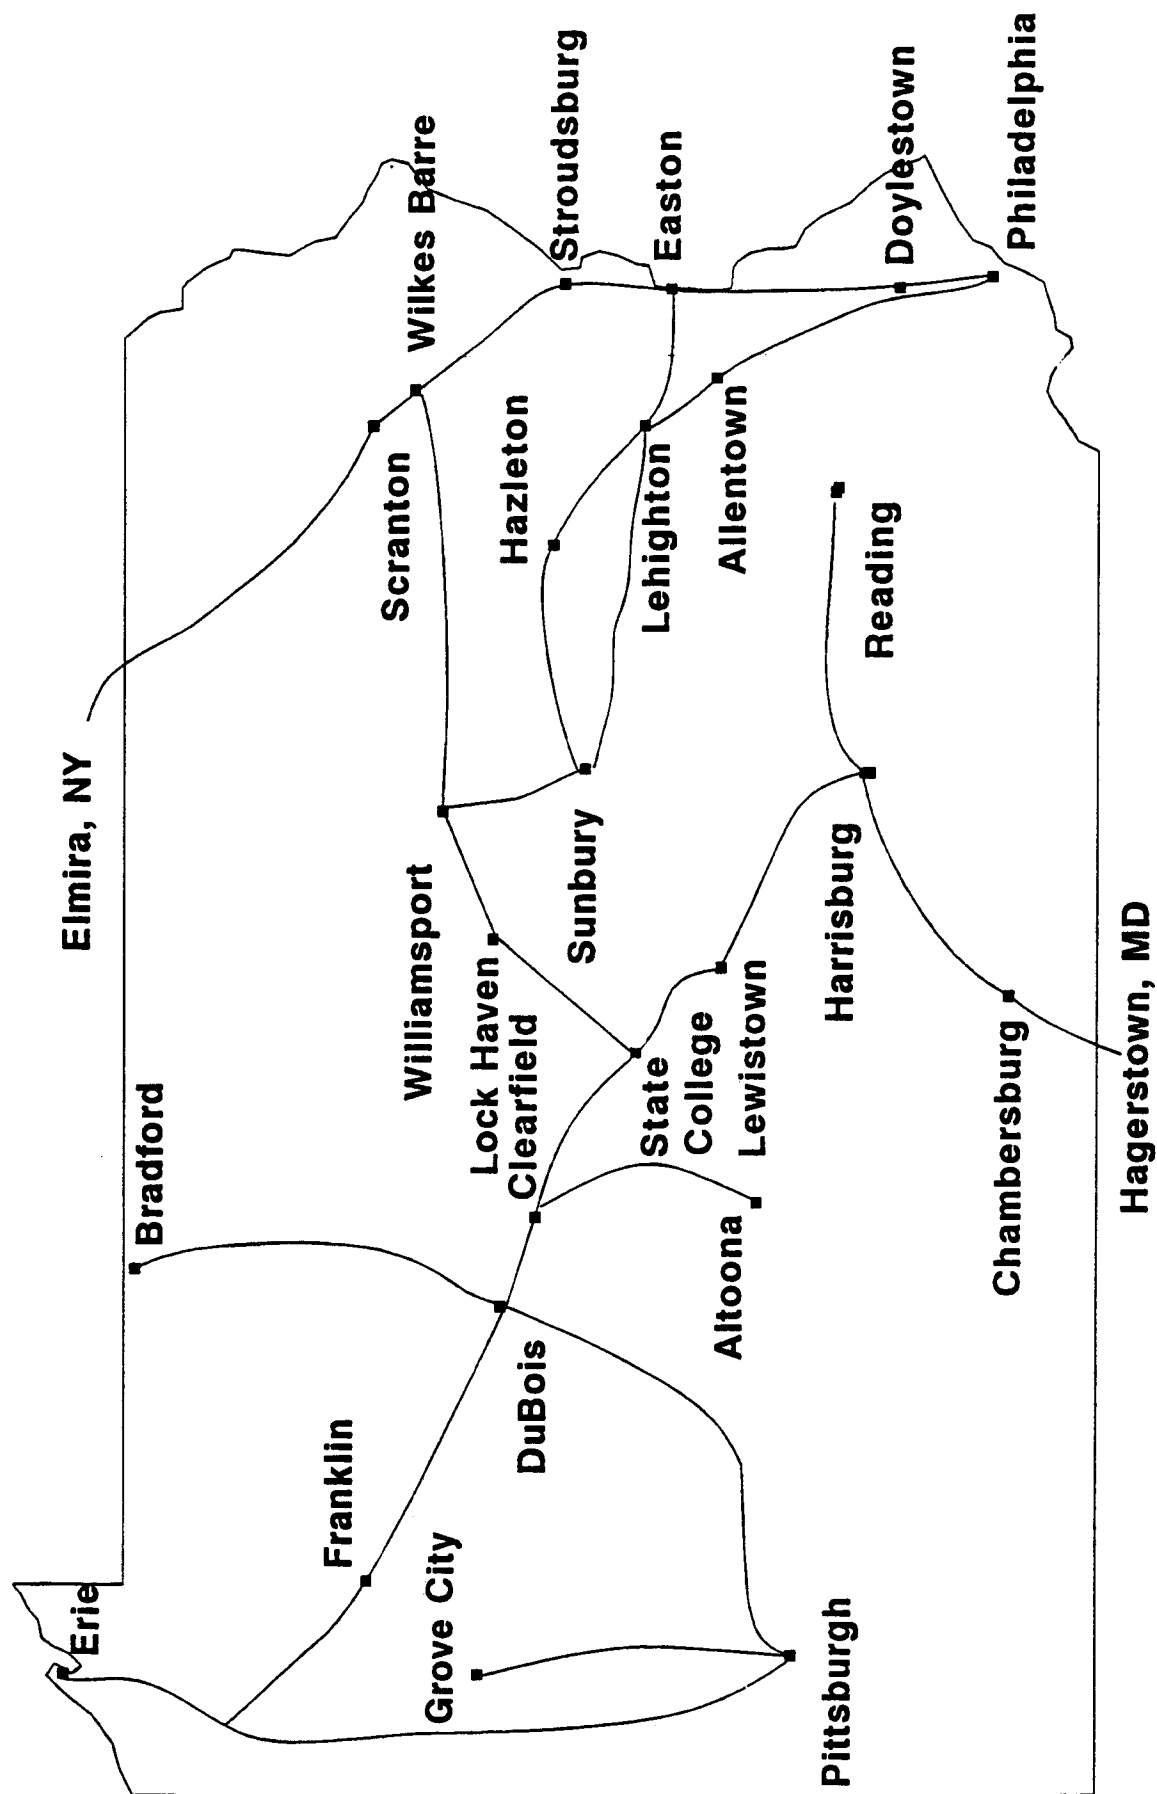 Erie
Franklin
Grove City
Pittsburgh
Bradford
DuBois
Altoona
Clearfield
Lock Haven
State
College
Lewistown
Williamsport
Sunbury
Harrisburg
Chambersburg
Hagerstown, MD
Elmira, NY
Scranton
Wilkes Barre
Hazleton
Lehighton
Allentown
Reading
Stroudsburg
Easton
Doylestown
Philadelphia